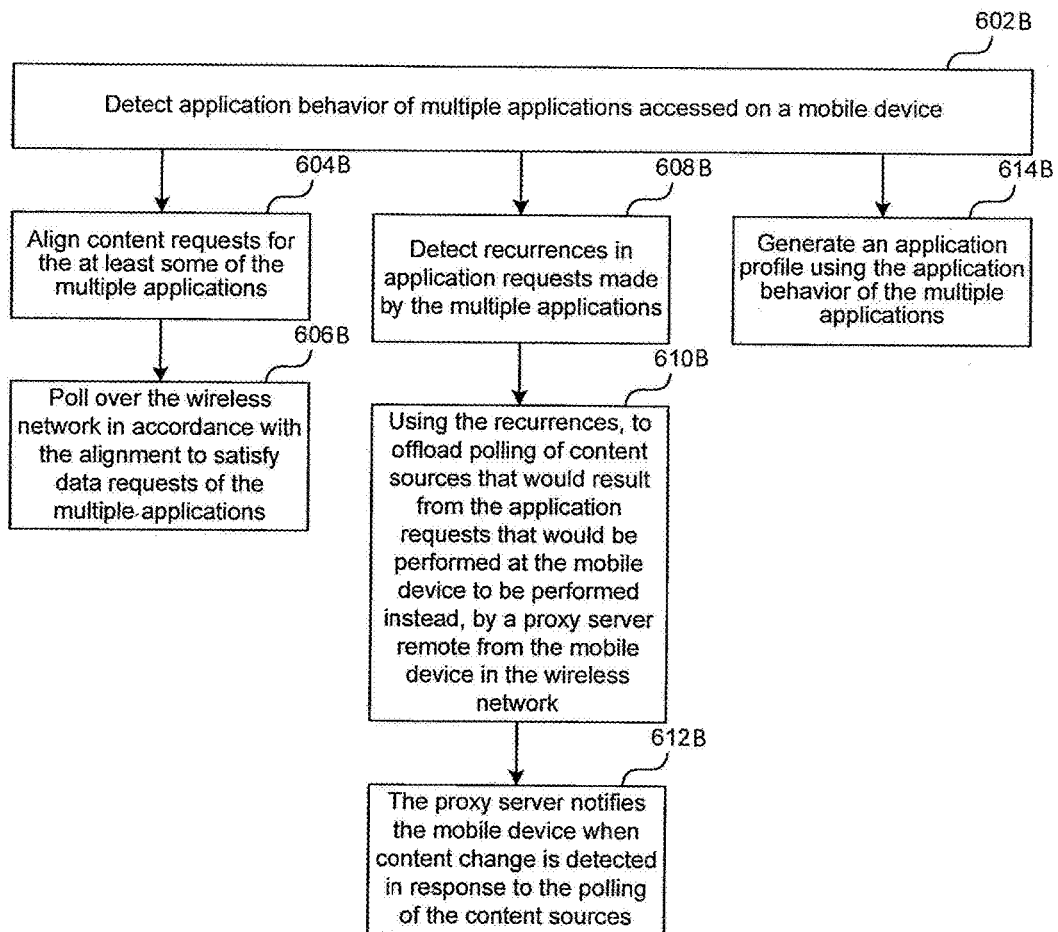 602B
Detect application behavior of multiple applications accessed on a mobile device
604B
Align content requests for
the at least some of the
multiple applications
606B
Poll over the wireless
network in accordance with
the alignment to satisfy
data requests of the
multiple applications
608B
Detect recurrences in
application requests made
by the multiple applications
610B
Using the recurrences, to
offload polling of content
sources that would result
from the application
requests that would be
performed at the mobile
device to be performed
instead, by a proxy server
remote from the mobile
device in the wireless
network
612B
The proxy server notifies
the mobile device when
content change is detected
in response to the polling
of the content sources
614B
Generate an application
profile using the application
behavior of the multiple
applications